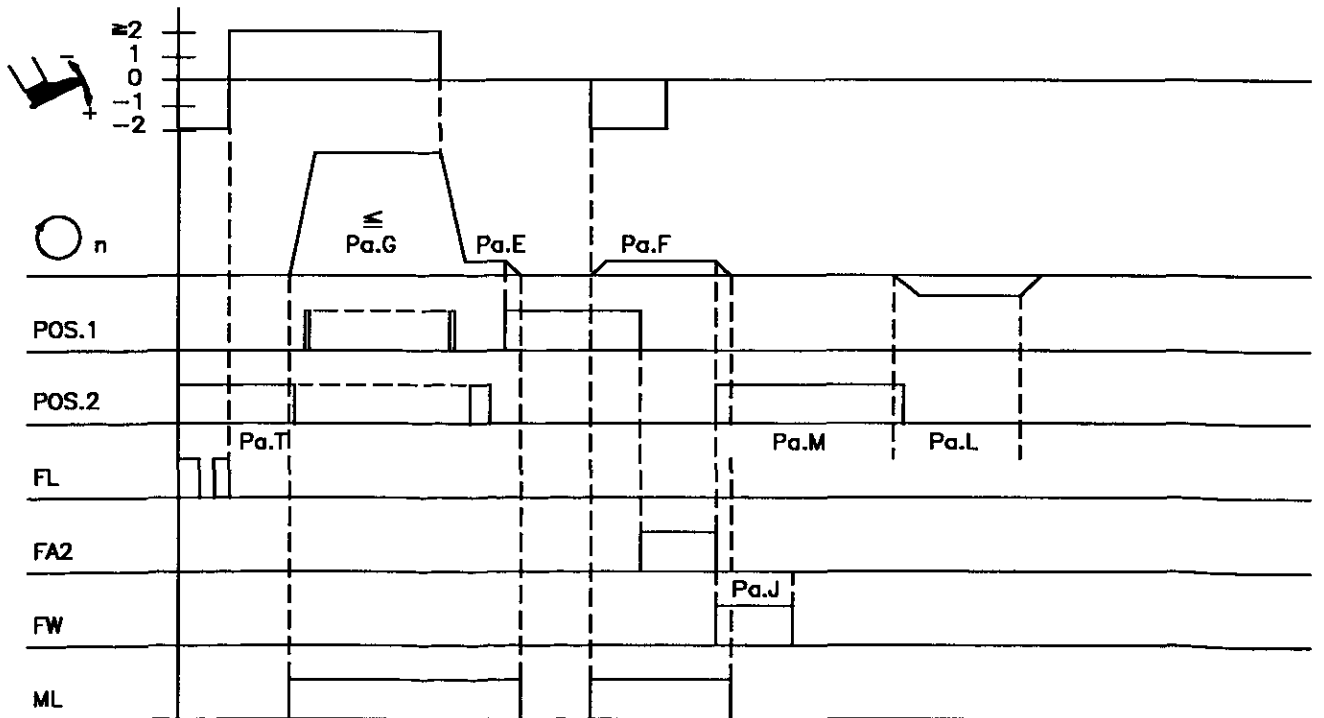 ≥2
1
0
-1
-2
-
+
n
≤
Pa.G
Pa.E
Pa.F
POS.1
POS.2
Pa.T
Pa.M
Pa.L
FL
FA2
Pa.J
FW
ML